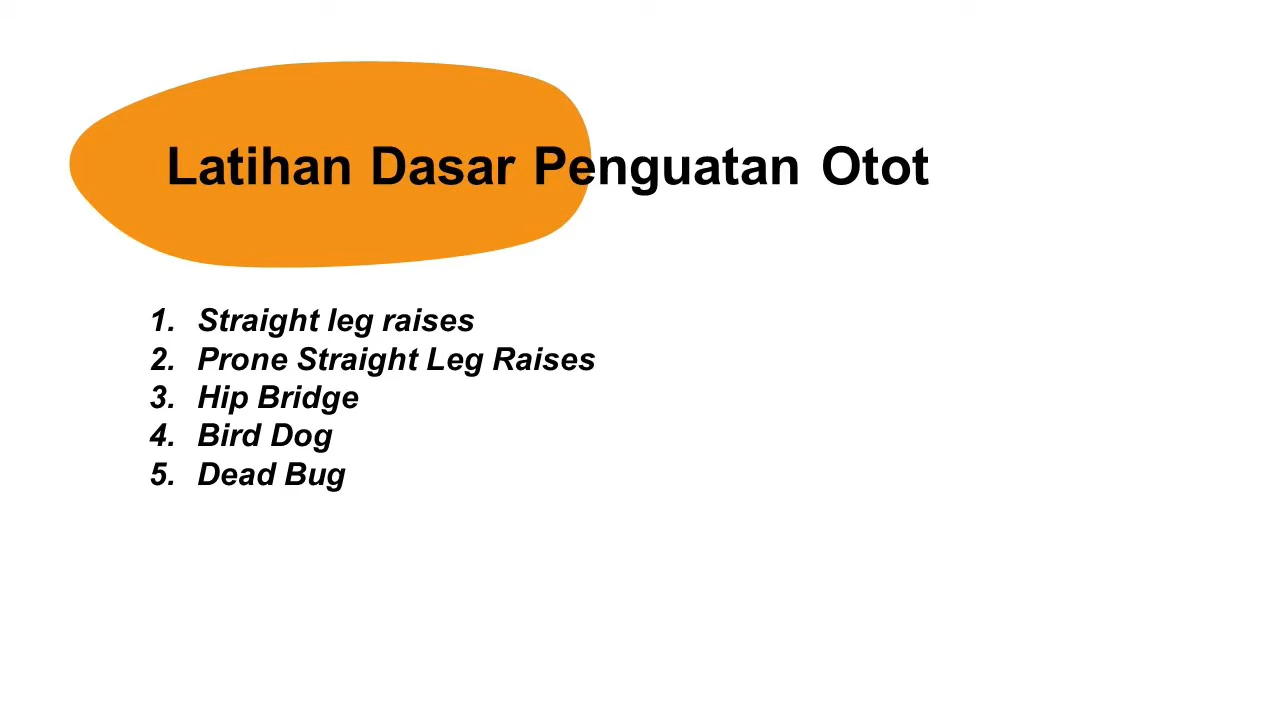 Latihan Dasar Penguatan Otot
1. Straight leg raises
2. Prone Straight Leg Raises
3. Hip Bridge
4. Bird Dog
5. Dead Bug